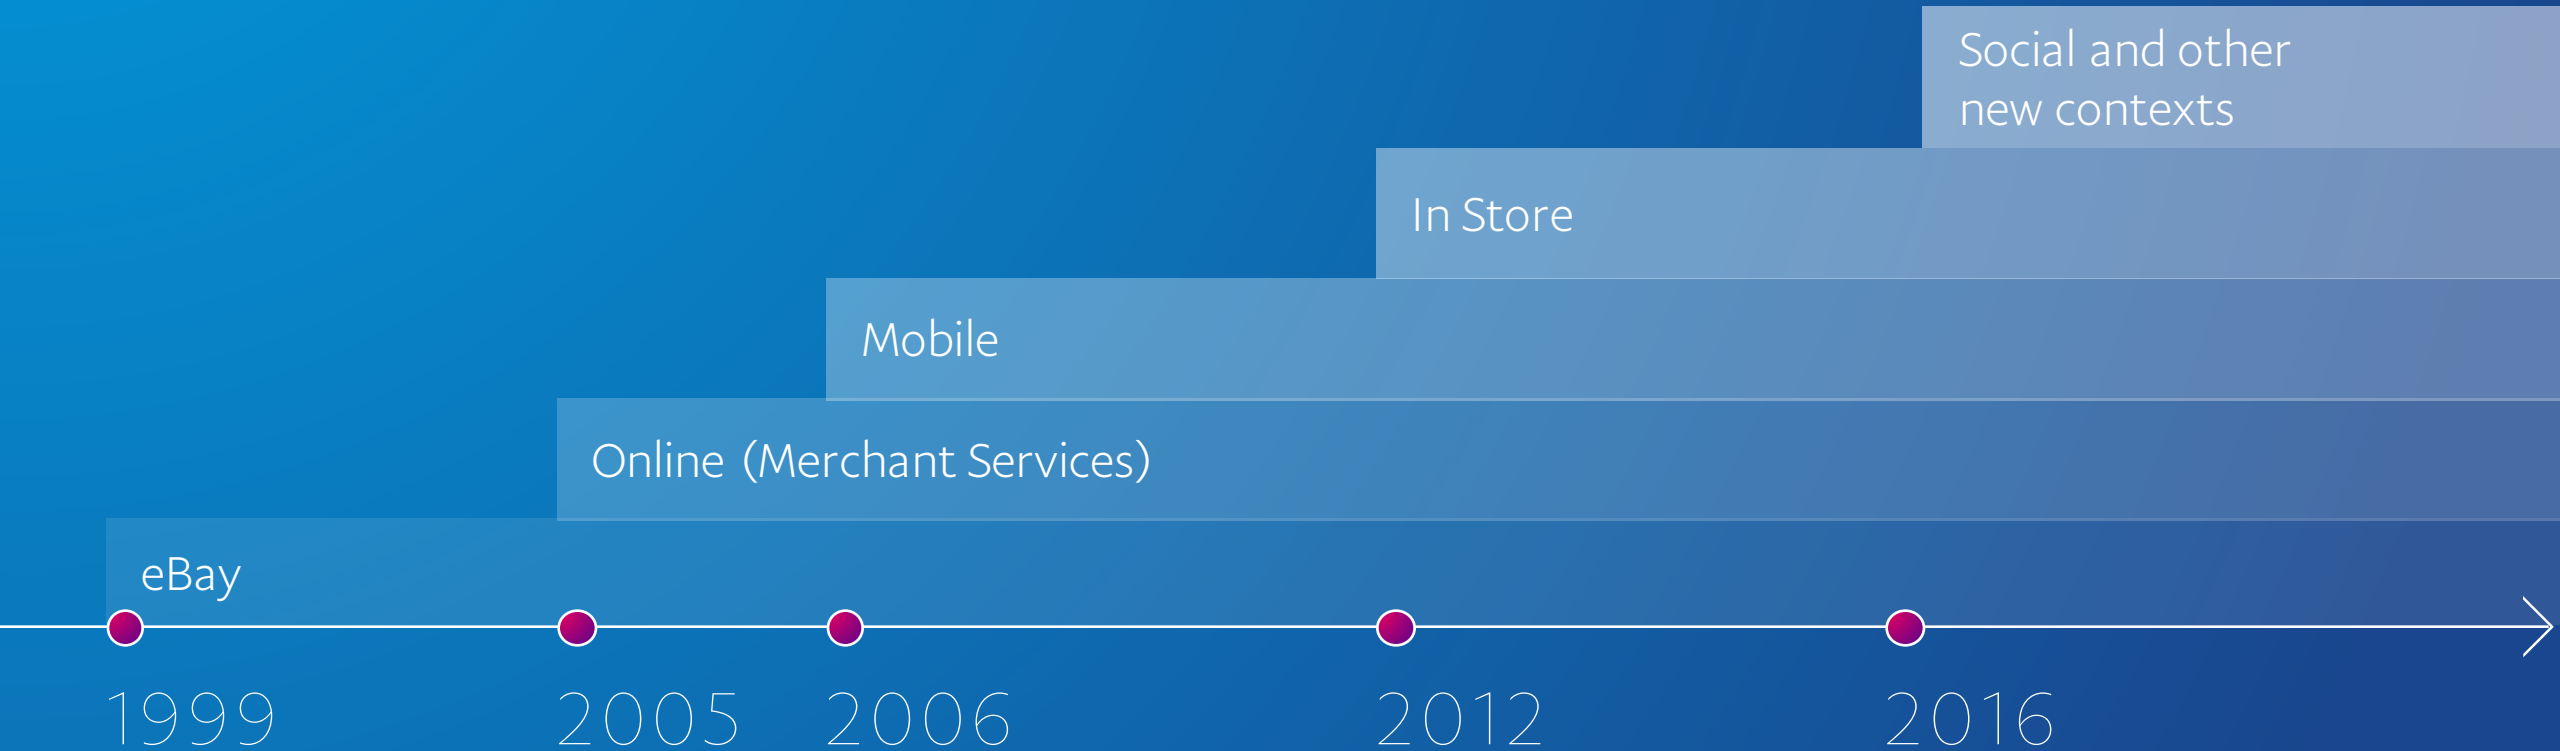 Social and other
new contexts
In Store
Mobile
Online (Merchant Services)
eBay
1999 2005 2006 2012 2016